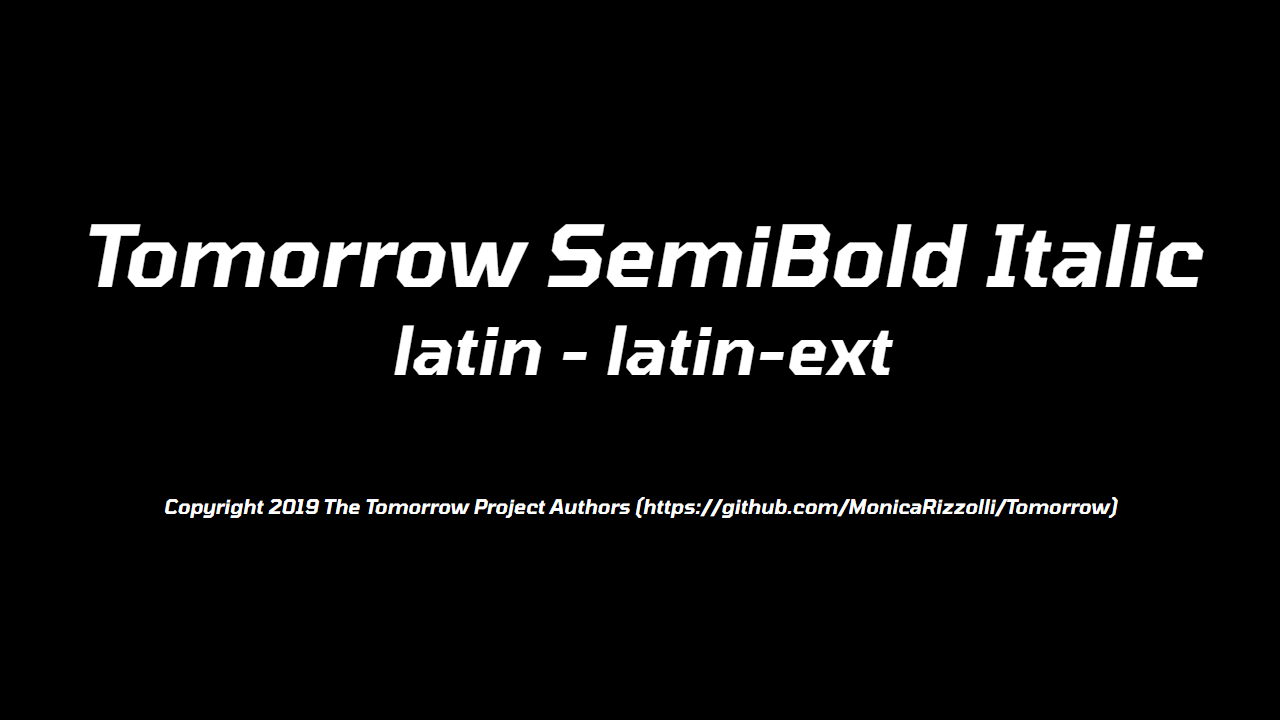 Tomorrow SemiBold Italic
latin - latin-ext
Copyright 2019 The Tomorrow Project Authors (https://github.com/MonicaRizzolli/Tomorrow)